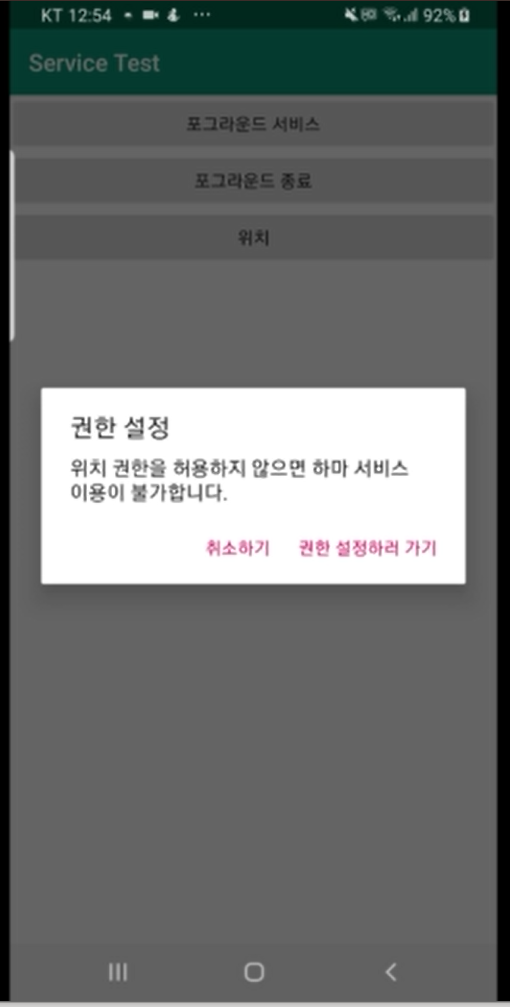 KT 12:54
92%
Service Test
포그라운드 서비스
포그라운드 종료
위치
권한 설정
위치 권한을 허용하지 않으면 하마 서비스
이용이 불가합니다.
취소하기 권한 설정하러 가기